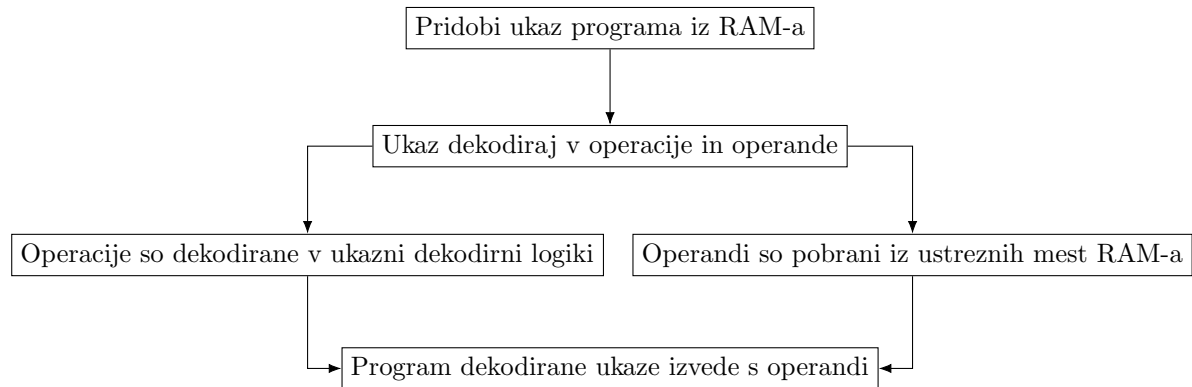 Pridobi ukaz programa iz RAM-a
Ukaz dekodiraj v operacije in operande
Operacije so dekodirane v ukazni dekodirni logiki
Operandi so pobrani iz ustreznih mest RAM-a
Program dekodirane ukaze izvede s operandi